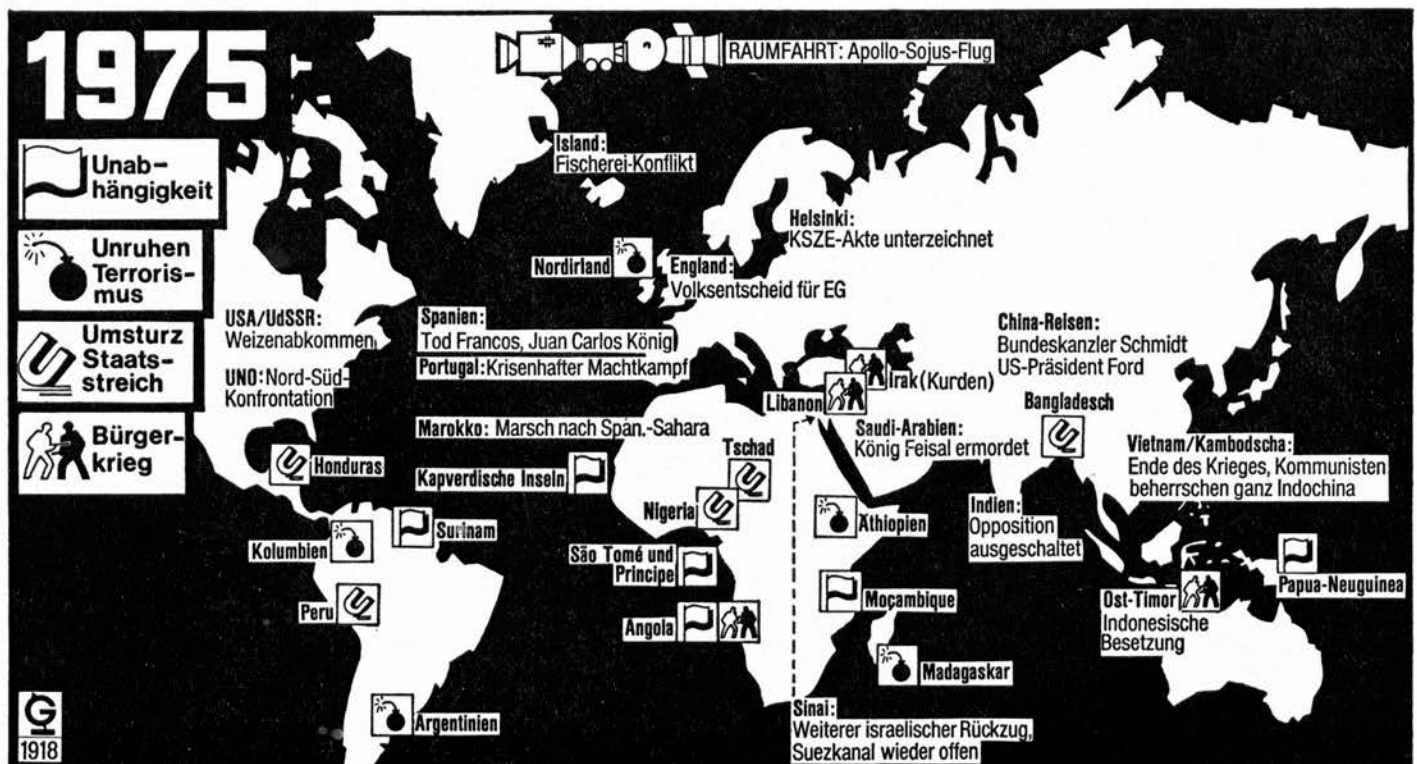 1975
RAUMFAHRT: Apollo-Sojus-Flug
Unab-
hängigkeit
Unruhen
Terroris-
mus
Umsturz
Staats-
streich
Bürger-
krieg
Island:
Fischerei-Konflikt
Helsinki:
KSZE-Akte unterzeichnet
Nordirland
England:
Volksentscheid für EG
USA/UdSSR:
Weizenabkommen
UNO: Nord-Süd-
Konfrontation
Spanien:
Tod Francos, Juan Carlos König
Portugal: Krisenhafter Machtkampf
China-Reisen:
Bundeskanzler Schmidt
US-Präsident Ford
Irak (Kurden)
Libanon
Marokko: Marsch nach Span.-Sahara
Saudi-Arabien:
König Feisal ermordet
Bangladesch
Vietnam/Kambodscha:
Ende des Krieges, Kommunisten
beherrschen ganz Indochina
Honduras
Kapverdische Inseln
Tschad
Nigeria
Kolumbien
Surinam
Äthiopien
Indien:
Opposition
ausgeschaltet
São Tomé und
Principe
Peru
Angola
Moçambique
Ost-Timor
Indonesische
Besetzung
Papua-Neuguinea
Madagaskar
Argentinien
Sinai:
Weiterer israelischer Rückzug,
Suezkanal wieder offen
G
1918